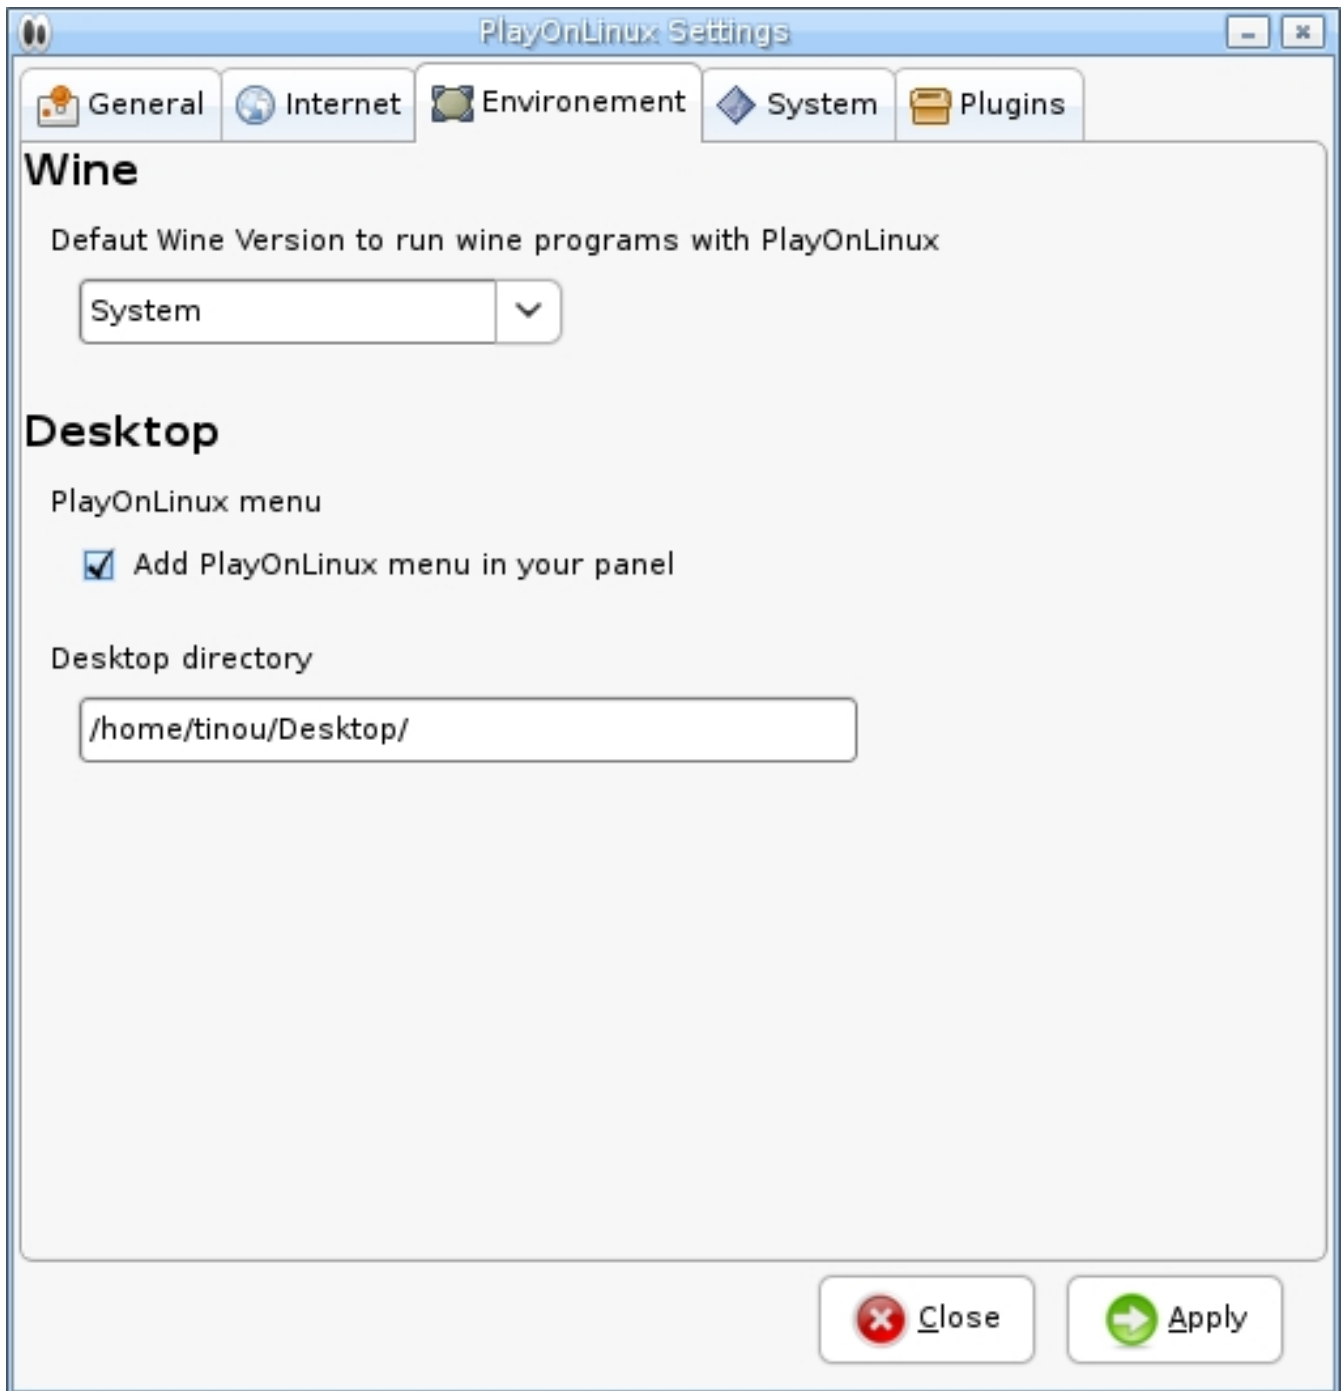 PlayOnLinux Settings
General Internet Environement System Plugins
Wine
Defaut Wine Version to run wine programs with PlayOnLinux
System
Desktop
PlayOnLinux menu
Add PlayOnLinux menu in your panel
Desktop directory
/home/tinou/Desktop/
Close Apply